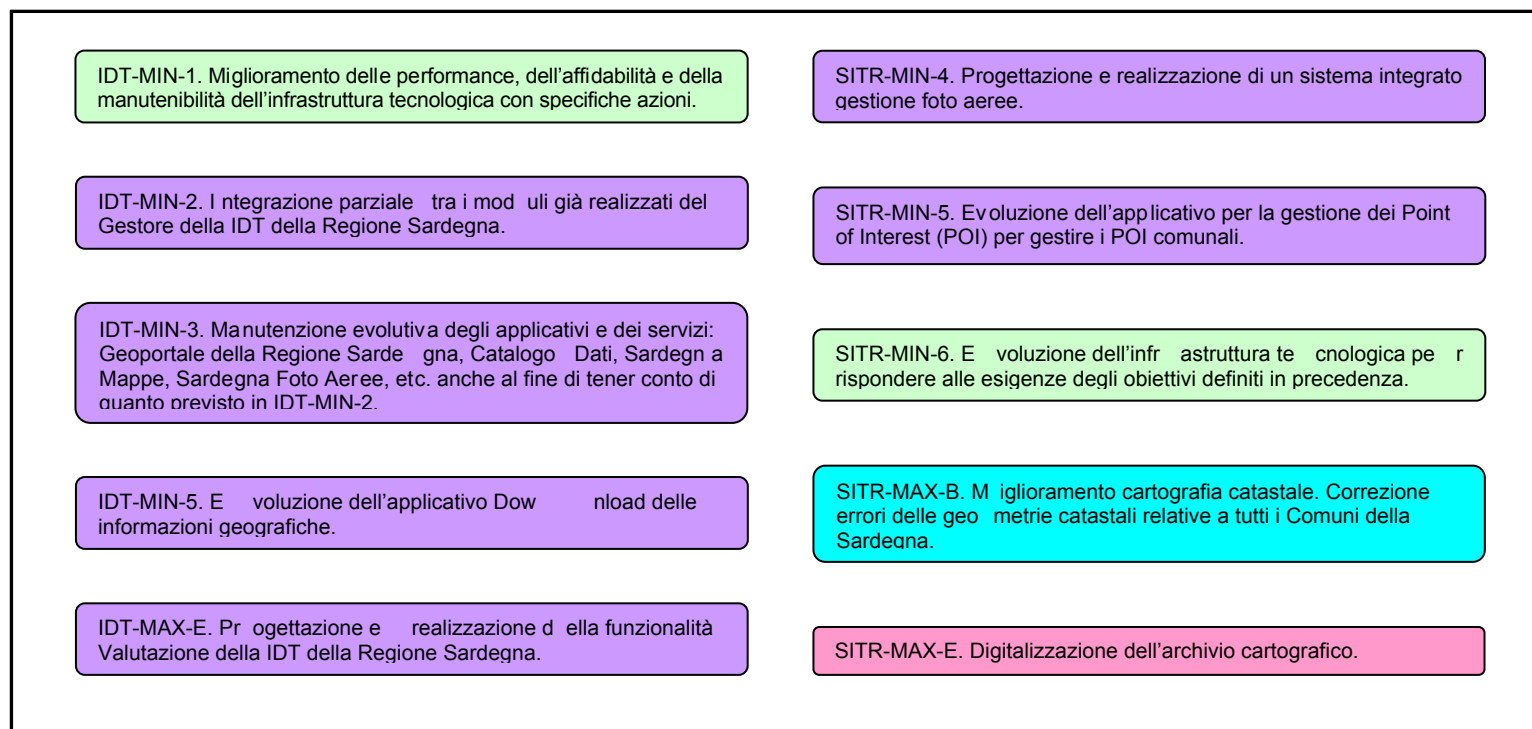 IDT-MIN-1. Miglioramento delle performance, dell'affidabilità e della
manutenibilità dell'infrastruttura tecnologica con specifiche azioni.
IDT-MIN-2. I ntegrazione parziale tra i mod uli già realizzati del
Gestore della IDT della Regione Sardegna.
IDT-MIN-3. Manutenzione evolutiva degli applicativi e dei servizi:
Geoportale della Regione Sarde gna, Catalogo Dati, Sardegn a
Mappe, Sardegna Foto Aeree, etc. anche al fine di tener conto di
quanto previsto in IDT-MIN-2.
IDT-MIN-5. E voluzione dell'applicativo Dow nload delle
informazioni geografiche.
IDT-MAX-E. Pr ogettazione e realizzazione d ella funzionalità
Valutazione della IDT della Regione Sardegna.
SITR-MIN-4. Progettazione e realizzazione di un sistema integrato
gestione foto aeree.
SITR-MIN-5. Evoluzione dell'applicativo per la gestione dei Point
of Interest (POI) per gestire i POI comunali.
SITR-MIN-6. E voluzione dell'infr astruttura te cnologica pe r
rispondere alle esigenze degli obiettivi definiti in precedenza.
SITR-MAX-B. M iglioramento cartografia catastale. Correzione
errori delle geo metrie catastali relative a tutti i Comuni della
Sardegna.
SITR-MAX-E. Digitalizzazione dell'archivio cartografico.